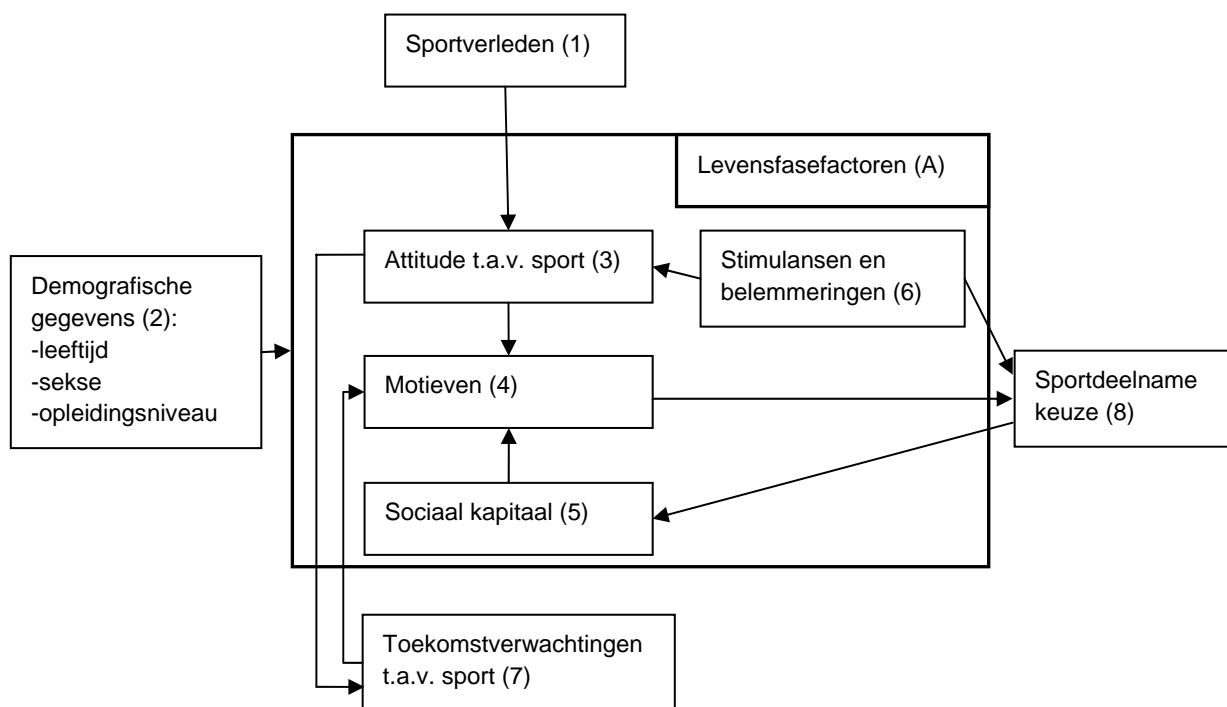 Sportverleden (1)
Levensfasefactoren (A)
Attitude t.a.v. sport (3)
Stimulansen en
belemmeringen (6)
Demografische
gegevens (2):
-leeftijd
-sekse
-opleidingsniveau
Motieven (4)
Sportdeelname
keuze (8)
Sociaal kapitaal (5)
Toekomstverwachtingen
t.a.v. sport (7)